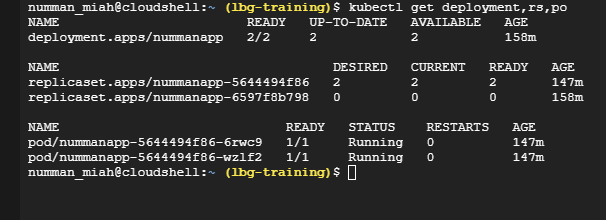 numman_miah@cloudshell:~ (lbg-training)$ kubectl get deployment,rs,po
NAME READY UP-TO-DATE AVAILABLE AGE
deployment.apps/nummanapp 2/2 2 2 158m
NAME DESIRED CURRENT READY AGE
replicaset.apps/nummanapp-5644494f86 2 2 2 147m
replicaset.apps/nummanapp-6597f8b798 0 0 0 158m
NAME READY STATUS RESTARTS AGE
pod/nummanapp-5644494f86-6rwc9 1/1 Running 0 147m
pod/nummanapp-5644494f86-wzlf2 1/1 Running 0 147m
numman_miah@cloudshell:~ (lbg-training)$